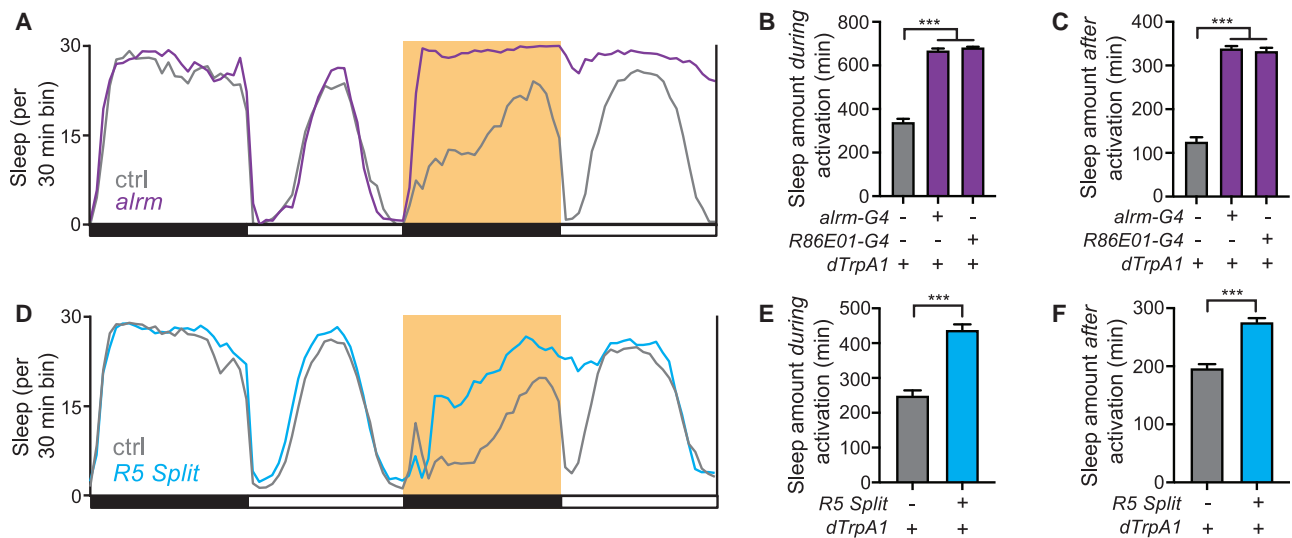 A
Sleep (per
30 min bin)
30
15
0
ctrl
alrm
B
Sleep amount during
activation (min)
800
600
400
200
0
***
alrm-G4 - + -
R86E01-G4 - - +
dTrpA1 + + +
C
Sleep amount after
activation (min)
400
300
200
100
0
***
alrm-G4 - + -
R86E01-G4 - - +
dTrpA1 + + +
D
Sleep (per
30 min bin)
30
15
0
ctrl
R5 Split
E
Sleep amount during
activation (min)
500
400
300
200
100
0
***
R5 Split - +
dTrpA1 + +
F
Sleep amount after
activation (min)
300
200
100
0
***
R5 Split - +
dTrpA1 + +